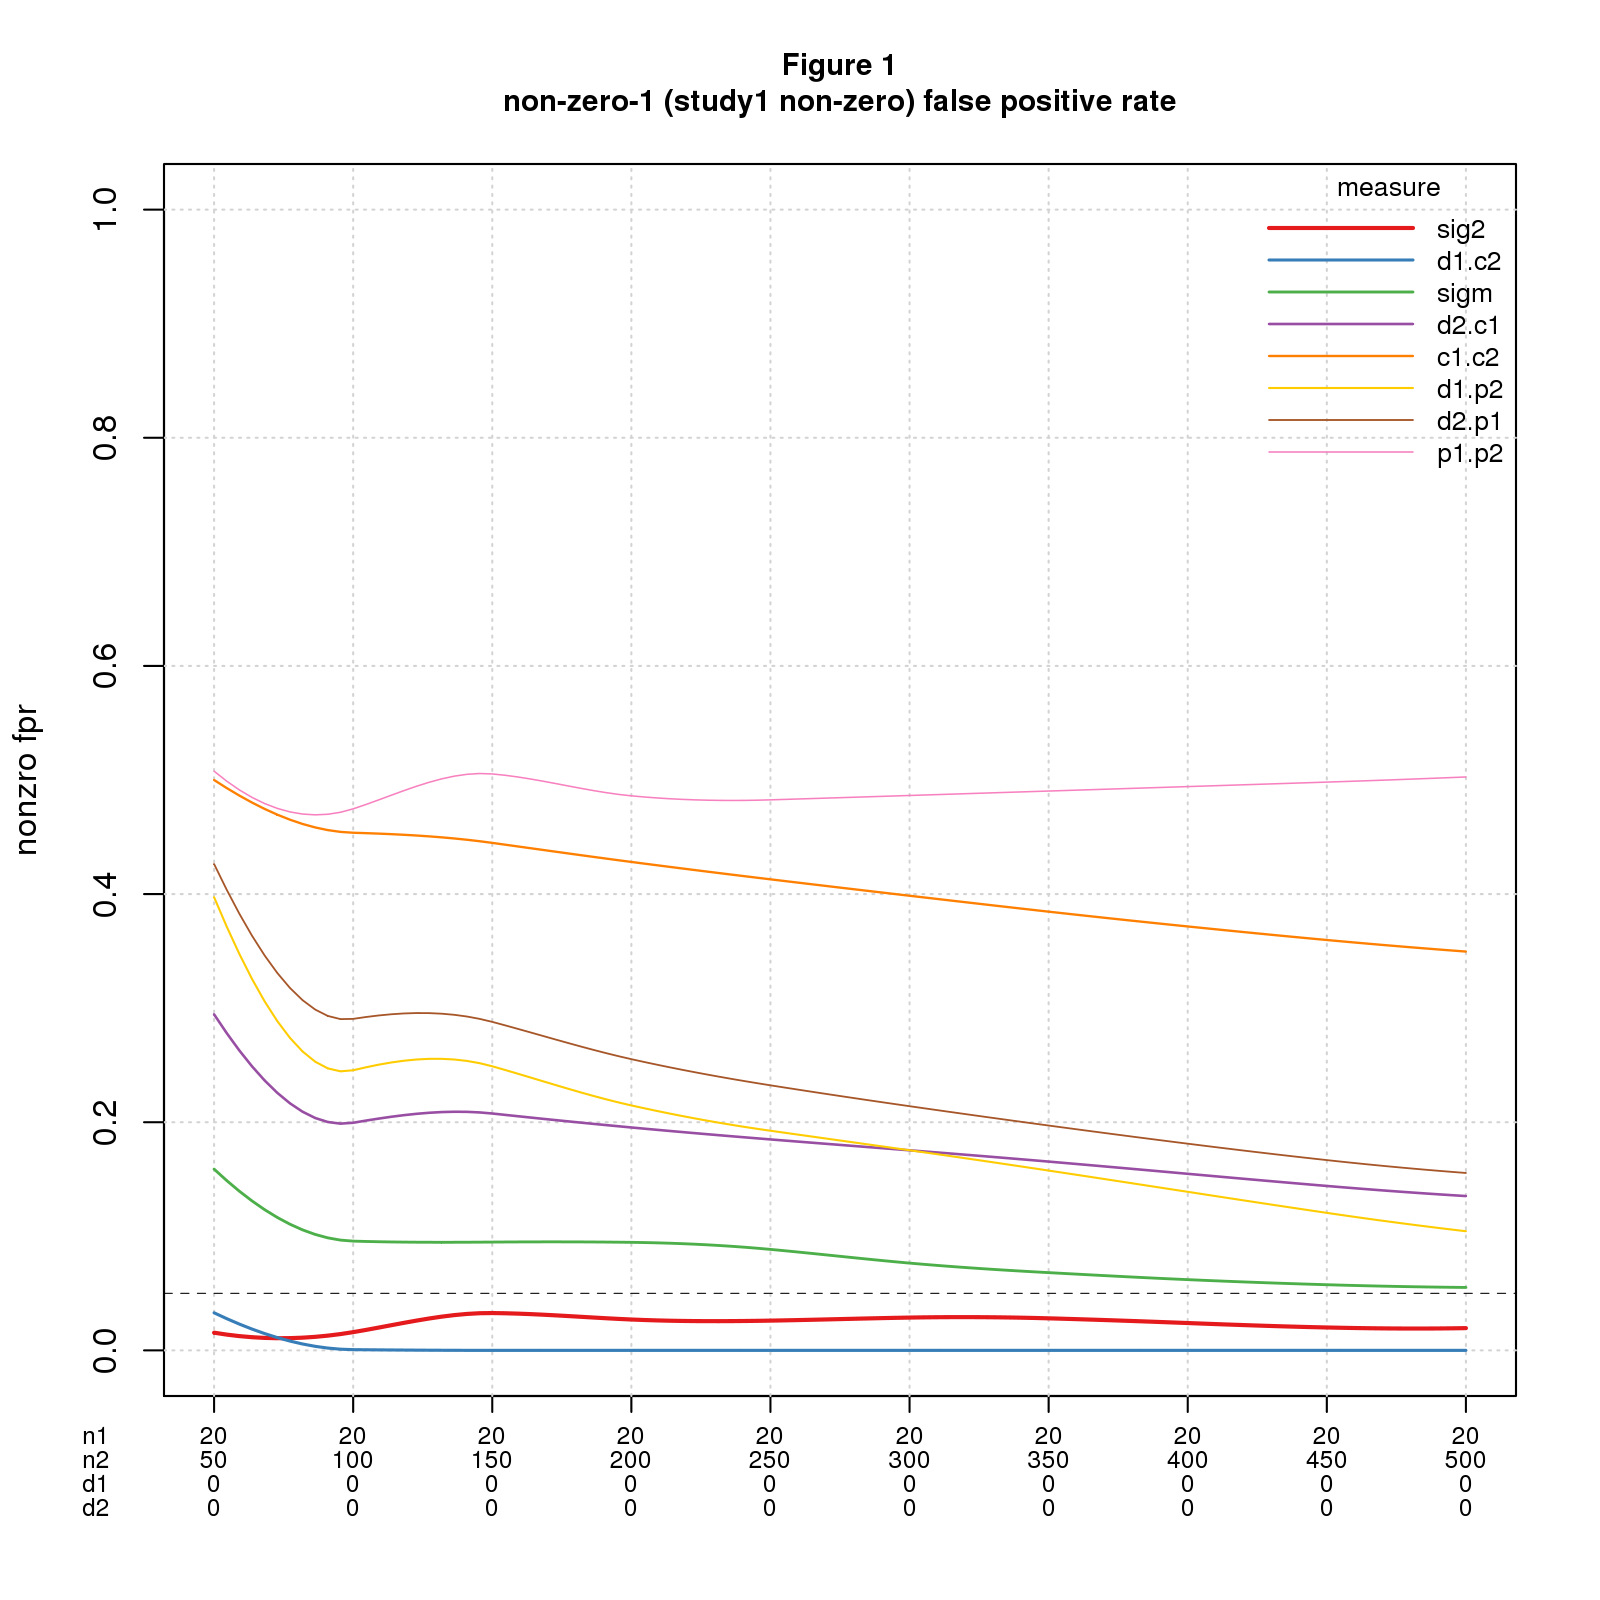 Figure 1
non-zero-1 (study1 non-zero) false positive rate
nonzro fpr
1.0
0.8
0.6
0.4
0.2
0.0
measure
sig2
d1.c2
sigm
d2.c1
c1.c2
d1.p2
d2.p1
p1.p2
n1 20 20 20 20 20 20 20 20 20 20
n2 50 100 150 200 250 300 350 400 450 500
d1 0 0 0 0 0 0 0 0 0 0
d2 0 0 0 0 0 0 0 0 0 0